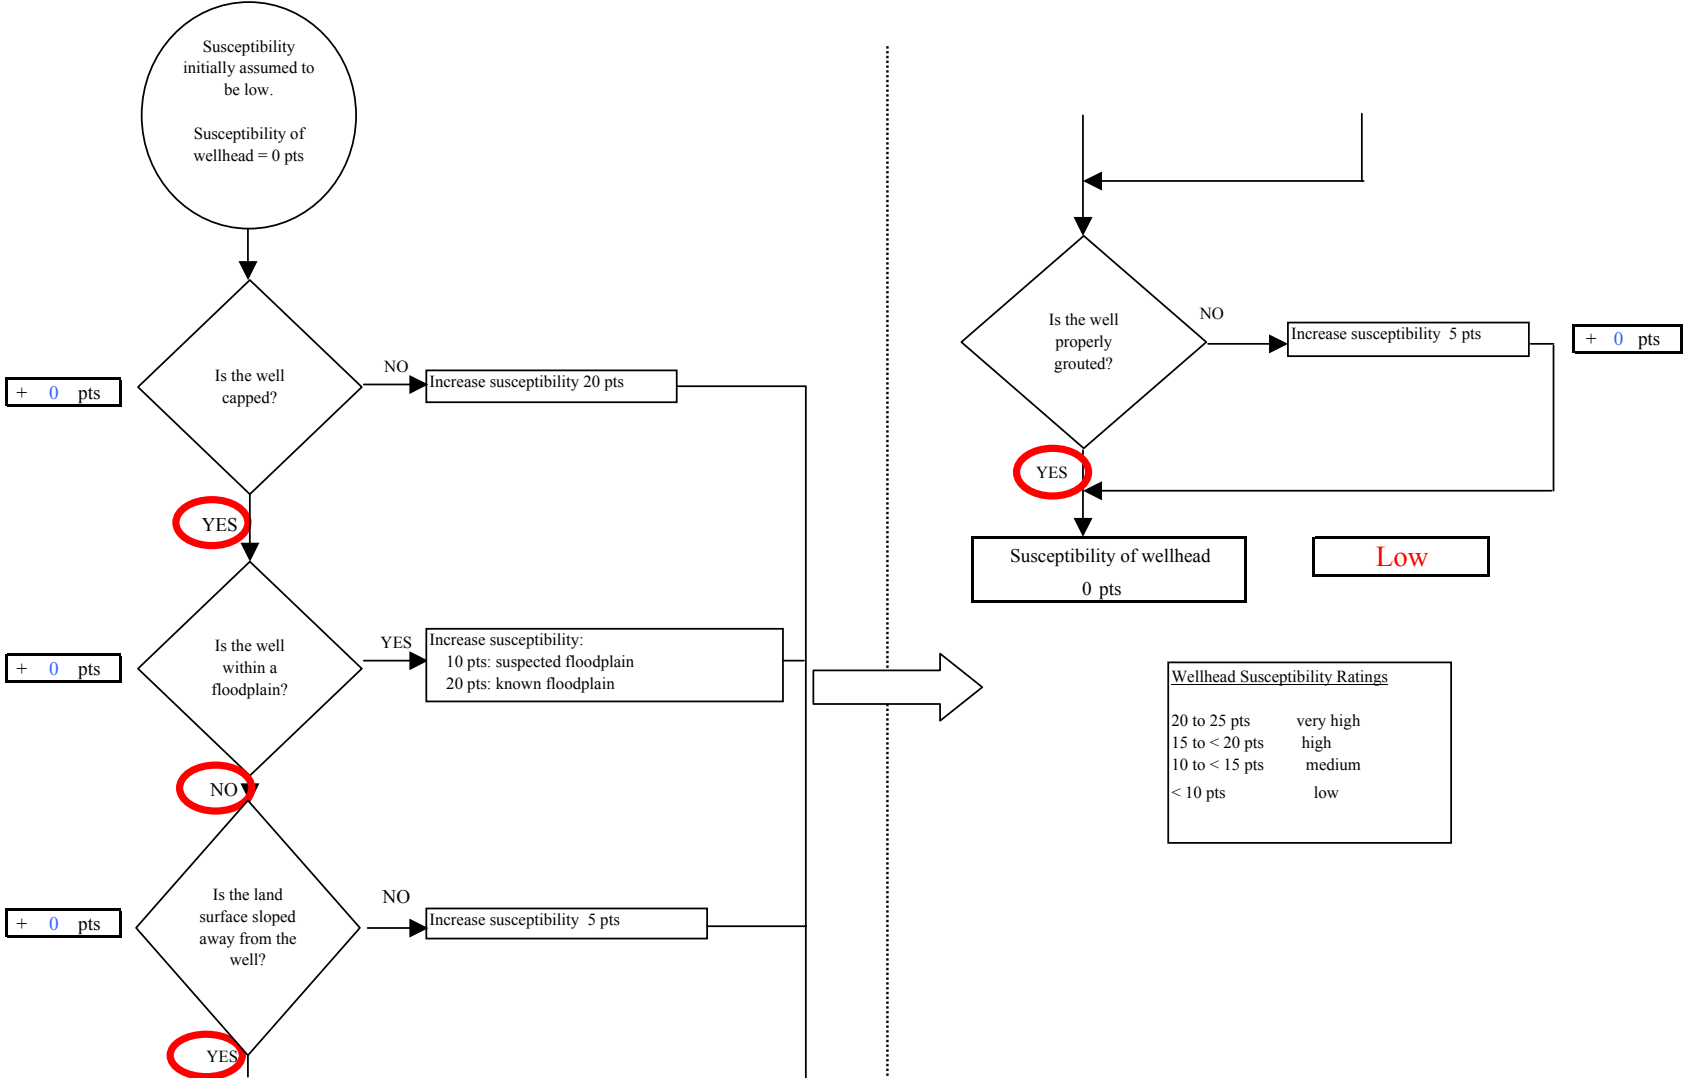 Susceptibility
initially assumed to
be low.
Susceptibility of
wellhead = 0 pts
Is the well
capped?
NO
Increase susceptibility 20 pts
+ 0 pts
YES
Is the well
within a
floodplain?
YES
Increase susceptibility:
10 pts: suspected floodplain
20 pts: known floodplain
+ 0 pts
NO
Is the land
surface sloped
away from the
well?
NO
Increase susceptibility 5 pts
+ 0 pts
YES
Is the well
properly
grouted?
NO
Increase susceptibility 5 pts
+ 0 pts
YES
Susceptibility of wellhead
0 pts
Low
Wellhead Susceptibility Ratings
20 to 25 pts very high
15 to < 20 pts high
10 to < 15 pts medium
< 10 pts low